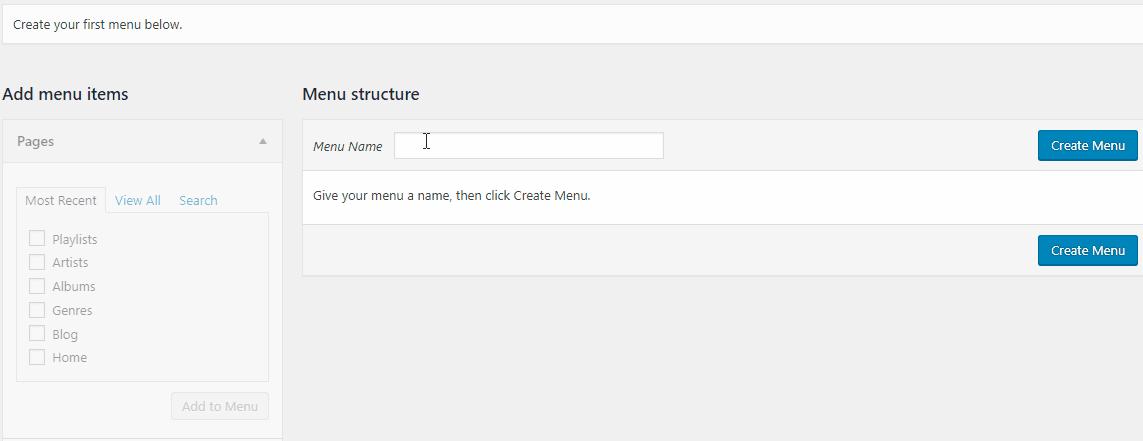 Create your first menu below.
Add menu items
Menu structure
Pages
Menu Name
Create Menu
Most Recent View All Search
Give your menu a name, then click Create Menu.
Playlists
Artists
Albums
Genres
Blog
Home
Create Menu
Add to Menu